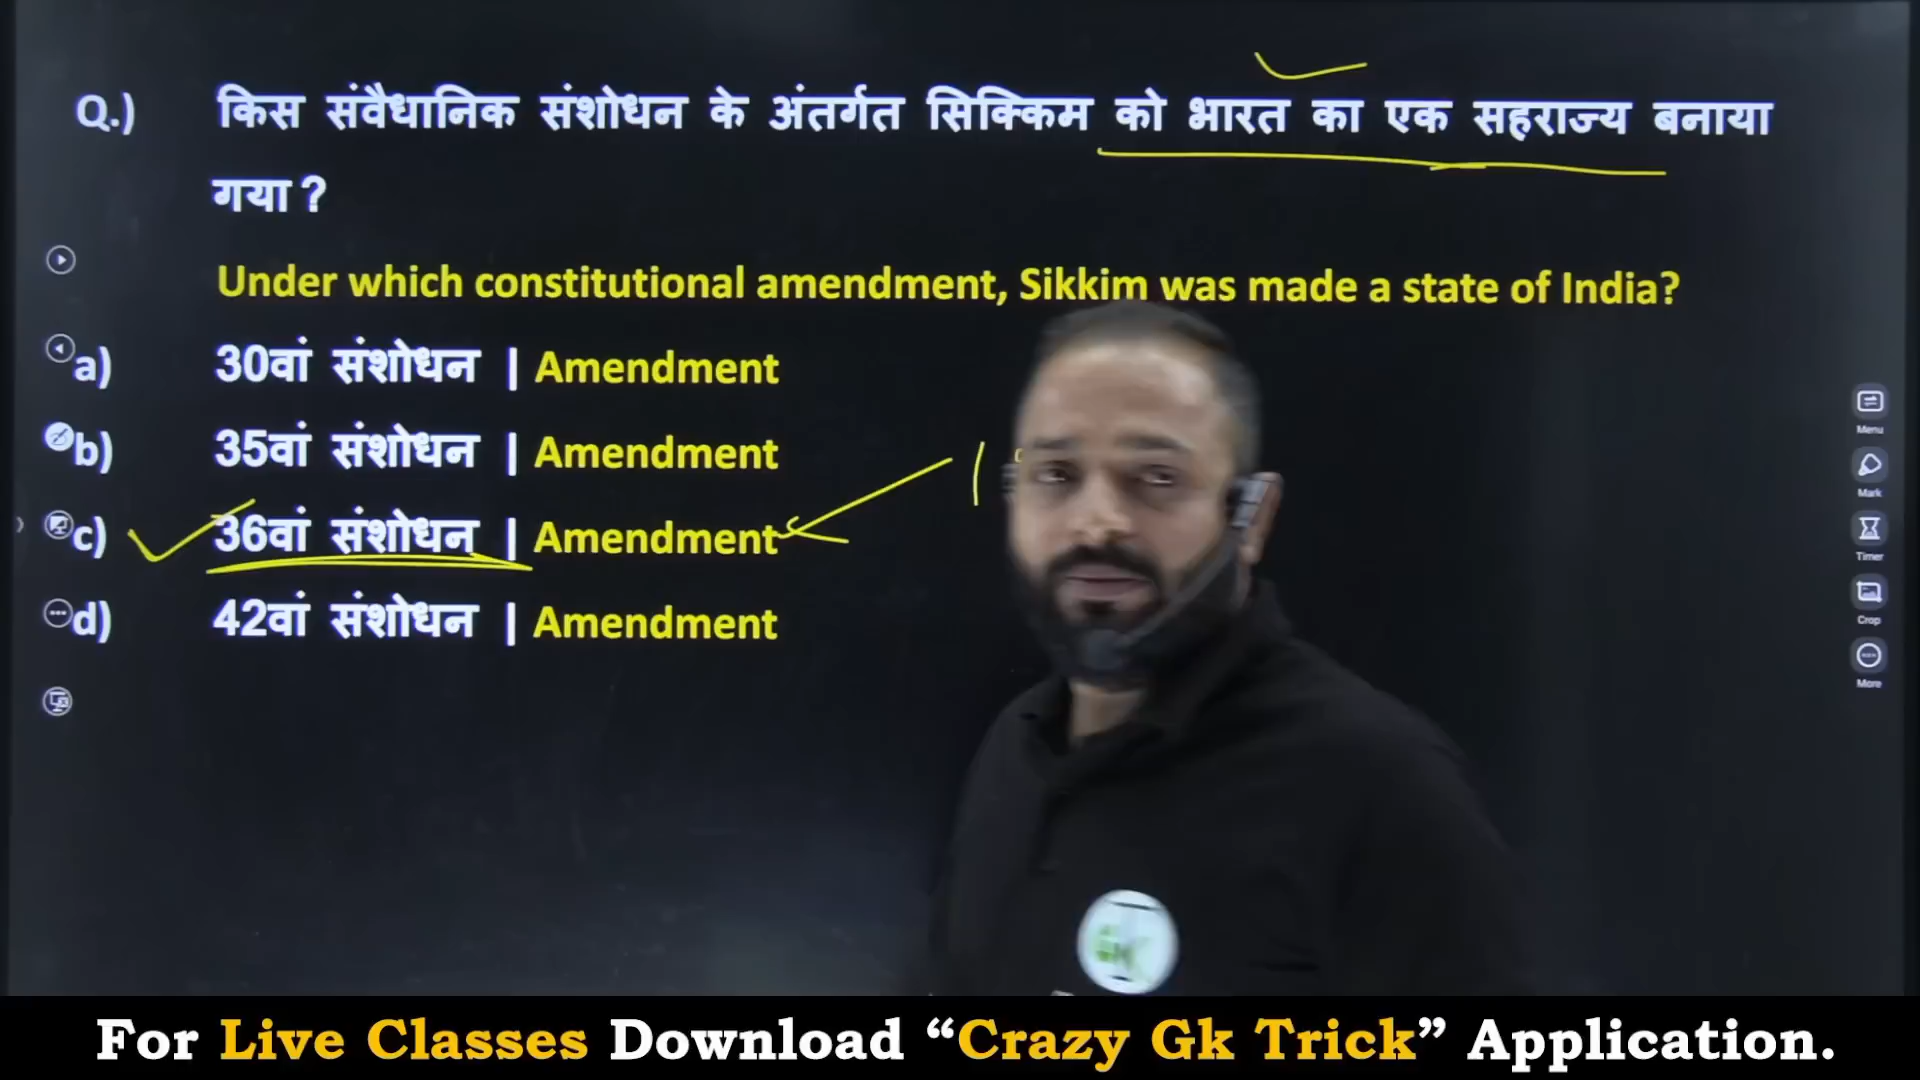 Q.) किस संवैधानिक संशोधन के अंतर्गत सिक्किम को भारत का एक सहराज्य बनाया
गया ?
Under which constitutional amendment, Sikkim was made a state of India?
a) 30वां संशोधन | Amendment
b) 35वां संशोधन | Amendment
c) 36वां संशोधन | Amendment
d) 42वां संशोधन | Amendment
Menu
Mark
Timer
Crop
More
For Live Classes Download “Crazy Gk Trick” Application.